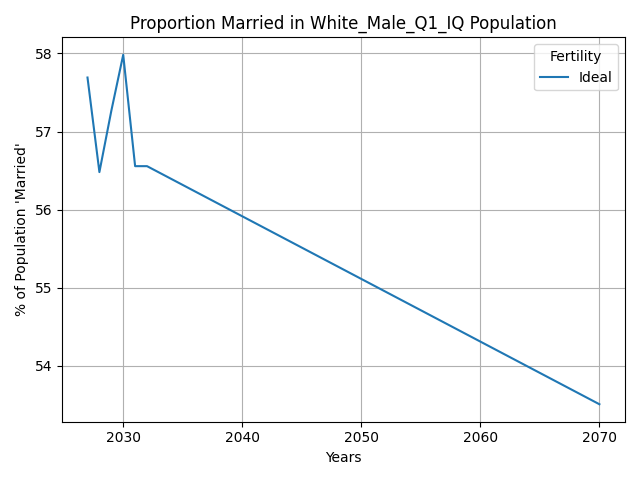 Proportion Married in White_Male_Q1_IQ Population
Fertility
Ideal
% of Population 'Married'
58
57
56
55
54
2030 2040 2050 2060 2070
Years